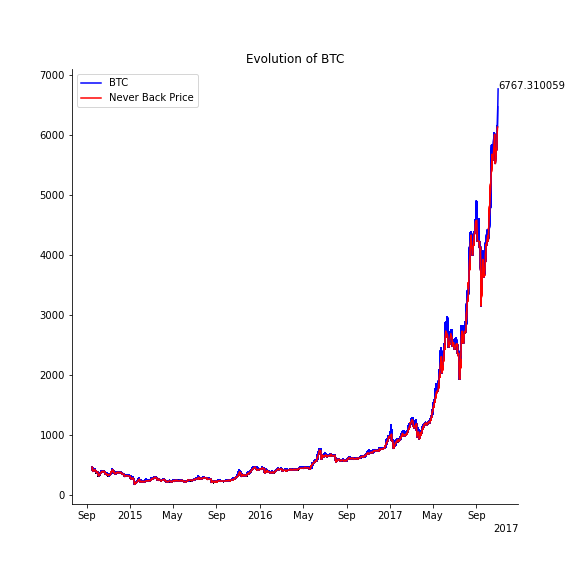 Evolution of BTC
BTC
Never Back Price
6767.310059
7000
6000
5000
4000
3000
2000
1000
0
Sep 2015 May Sep 2016 May Sep 2017 May Sep
2017